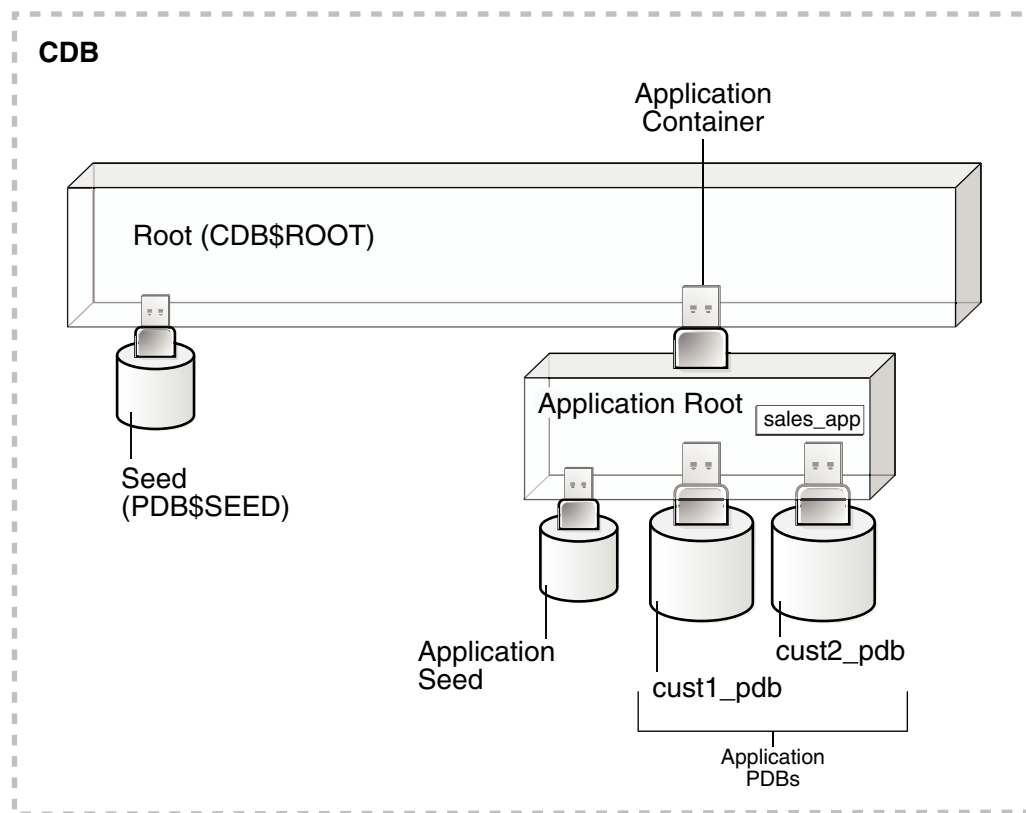 CDB
Application
Container
Root (CDB$ROOT)
Application Root
sales_app
Seed
(PDB$SEED)
Application
Seed
cust1_pdb
cust2_pdb
Application
PDBs